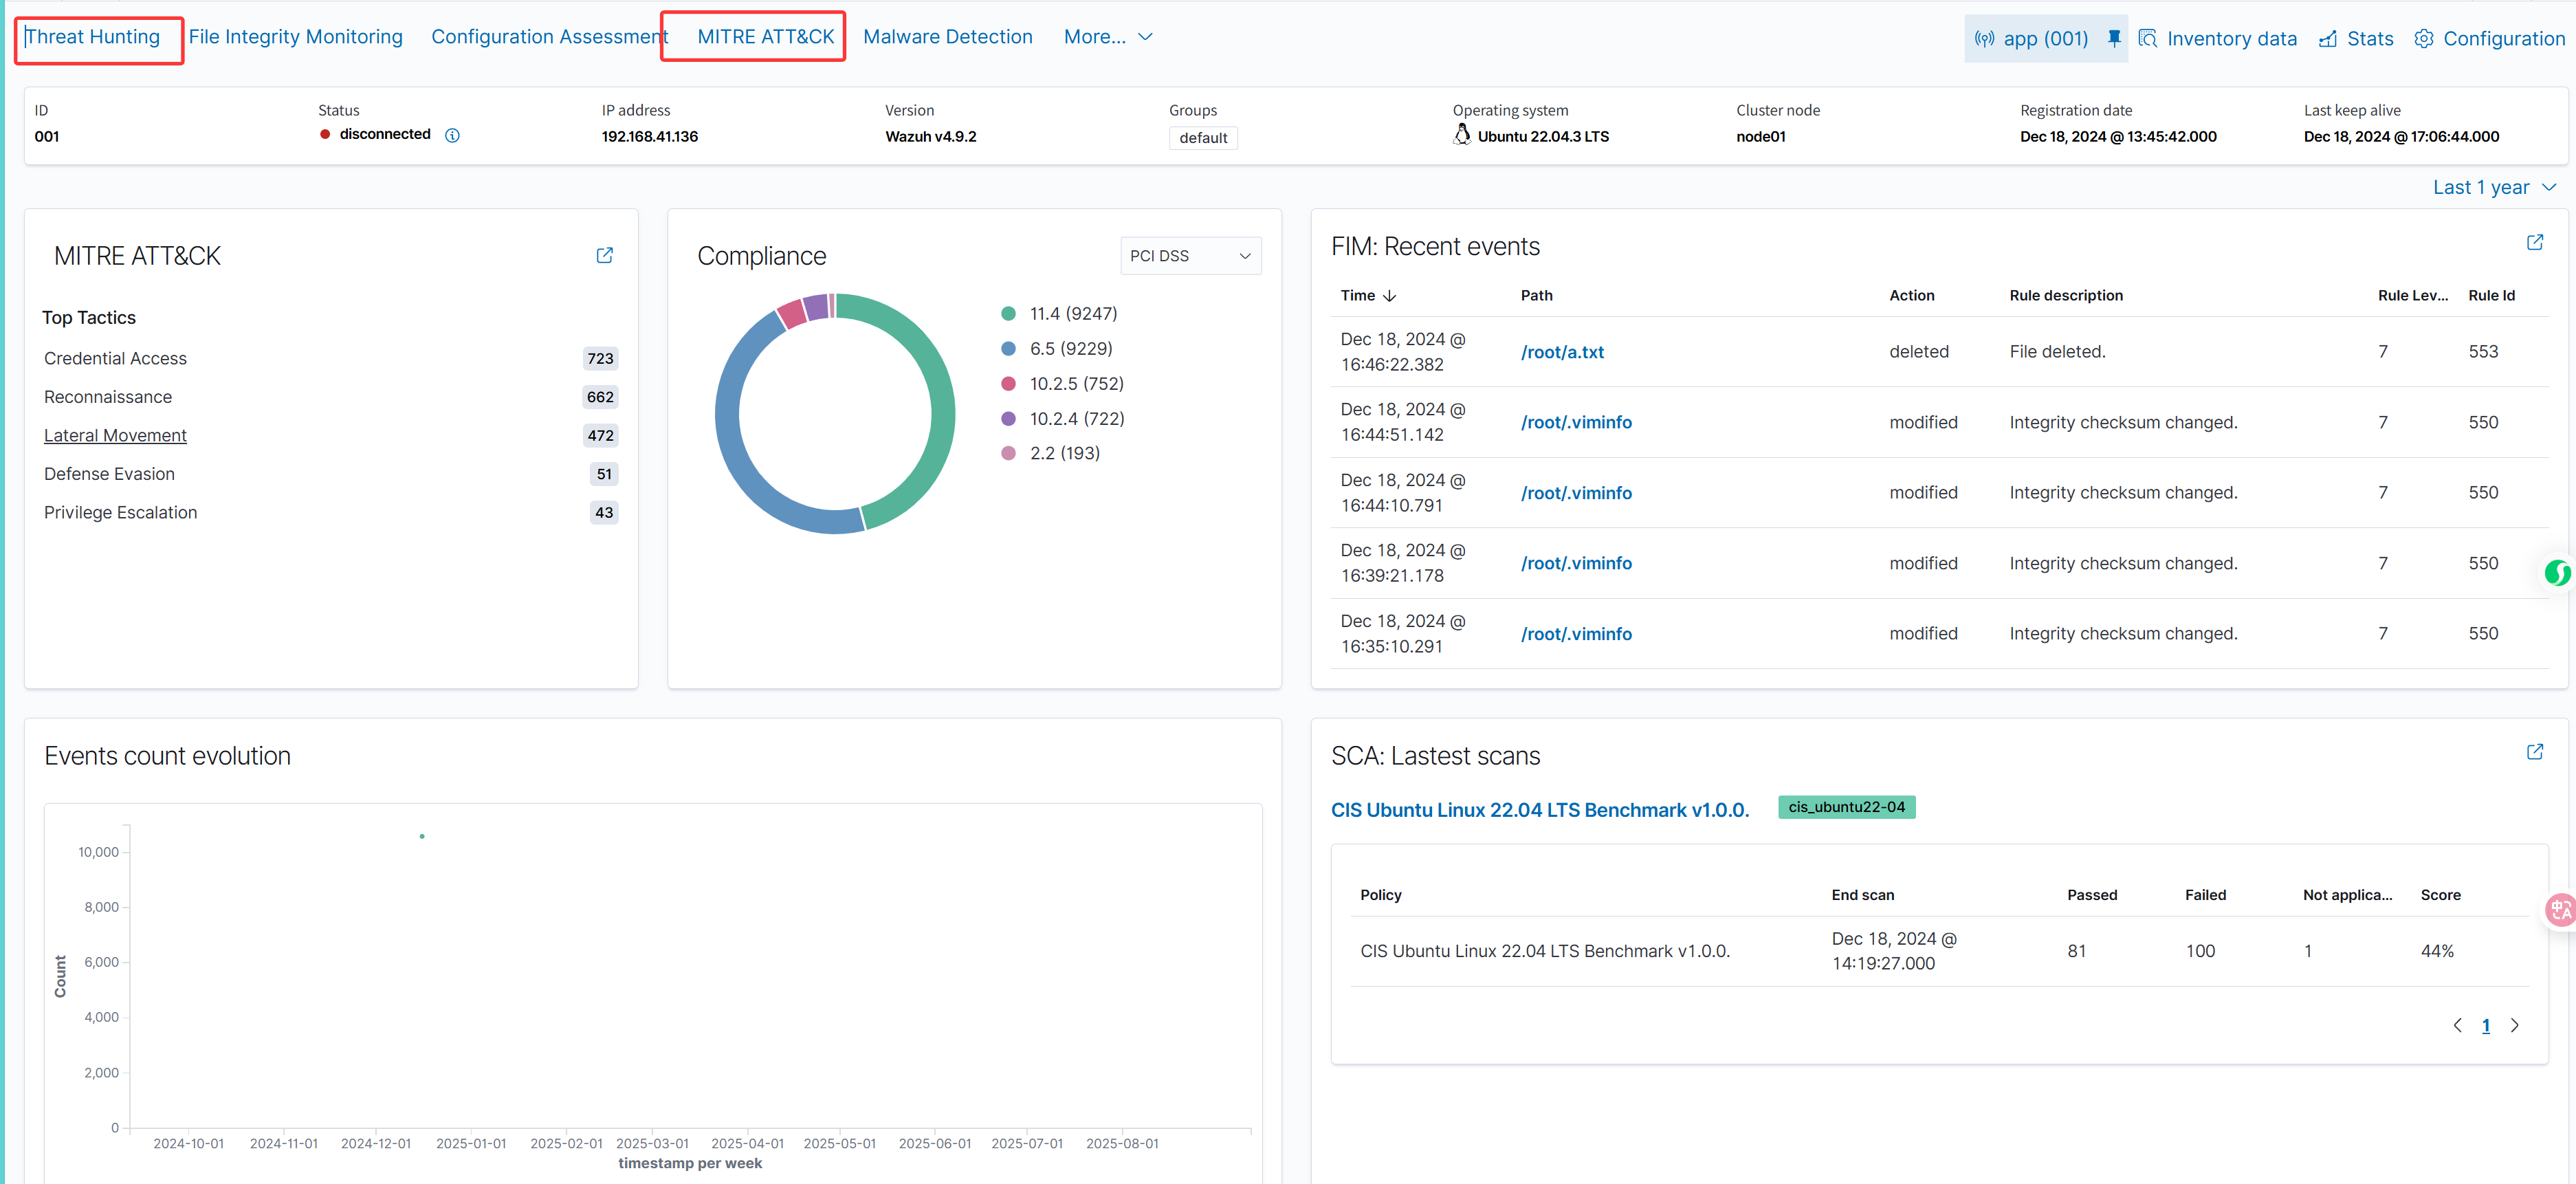 Threat Hunting File Integrity Monitoring Configuration Assessment MITRE ATT&CK Malware Detection More... app (001) Inventory data Stats Configuration
ID Status IP address Version Groups Operating system Cluster node Registration date Last keep alive
001 disconnected 192.168.41.136 Wazuh v4.9.2 default Ubuntu 22.04.3 LTS node01 Dec 18, 2024 @ 13:45:42.000 Dec 18, 2024 @ 17:06:44.000
Last 1 year
MITRE ATT&CK
Top Tactics
Credential Access 723
Reconnaissance 662
Lateral Movement 472
Defense Evasion 51
Privilege Escalation 43
Compliance PCI DSS
11.4 (9247)
6.5 (9229)
10.2.5 (752)
10.2.4 (722)
2.2 (193)
FIM: Recent events
Time Path Action Rule description Rule Lev... Rule Id
Dec 18, 2024 @
16:46:22.382 /root/a.txt deleted File deleted. 7 553
Dec 18, 2024 @
16:44:51.142 /root/.viminfo modified Integrity checksum changed. 7 550
Dec 18, 2024 @
16:44:10.791 /root/.viminfo modified Integrity checksum changed. 7 550
Dec 18, 2024 @
16:39:21.178 /root/.viminfo modified Integrity checksum changed. 7 550
Dec 18, 2024 @
16:35:10.291 /root/.viminfo modified Integrity checksum changed. 7 550
Events count evolution
10,000
8,000
6,000
4,000
2,000
0
Count
2024-10-01 2024-11-01 2024-12-01 2025-01-01 2025-02-01 2025-03-01 2025-04-01 2025-05-01 2025-06-01 2025-07-01 2025-08-01
timestamp per week
SCA: Lastest scans
CIS Ubuntu Linux 22.04 LTS Benchmark v1.0.0. cis_ubuntu22-04
Policy End scan Passed Failed Not applica... Score
CIS Ubuntu Linux 22.04 LTS Benchmark v1.0.0. Dec 18, 2024 @
14:19:27.000 81 100 1 44%
1
中 A